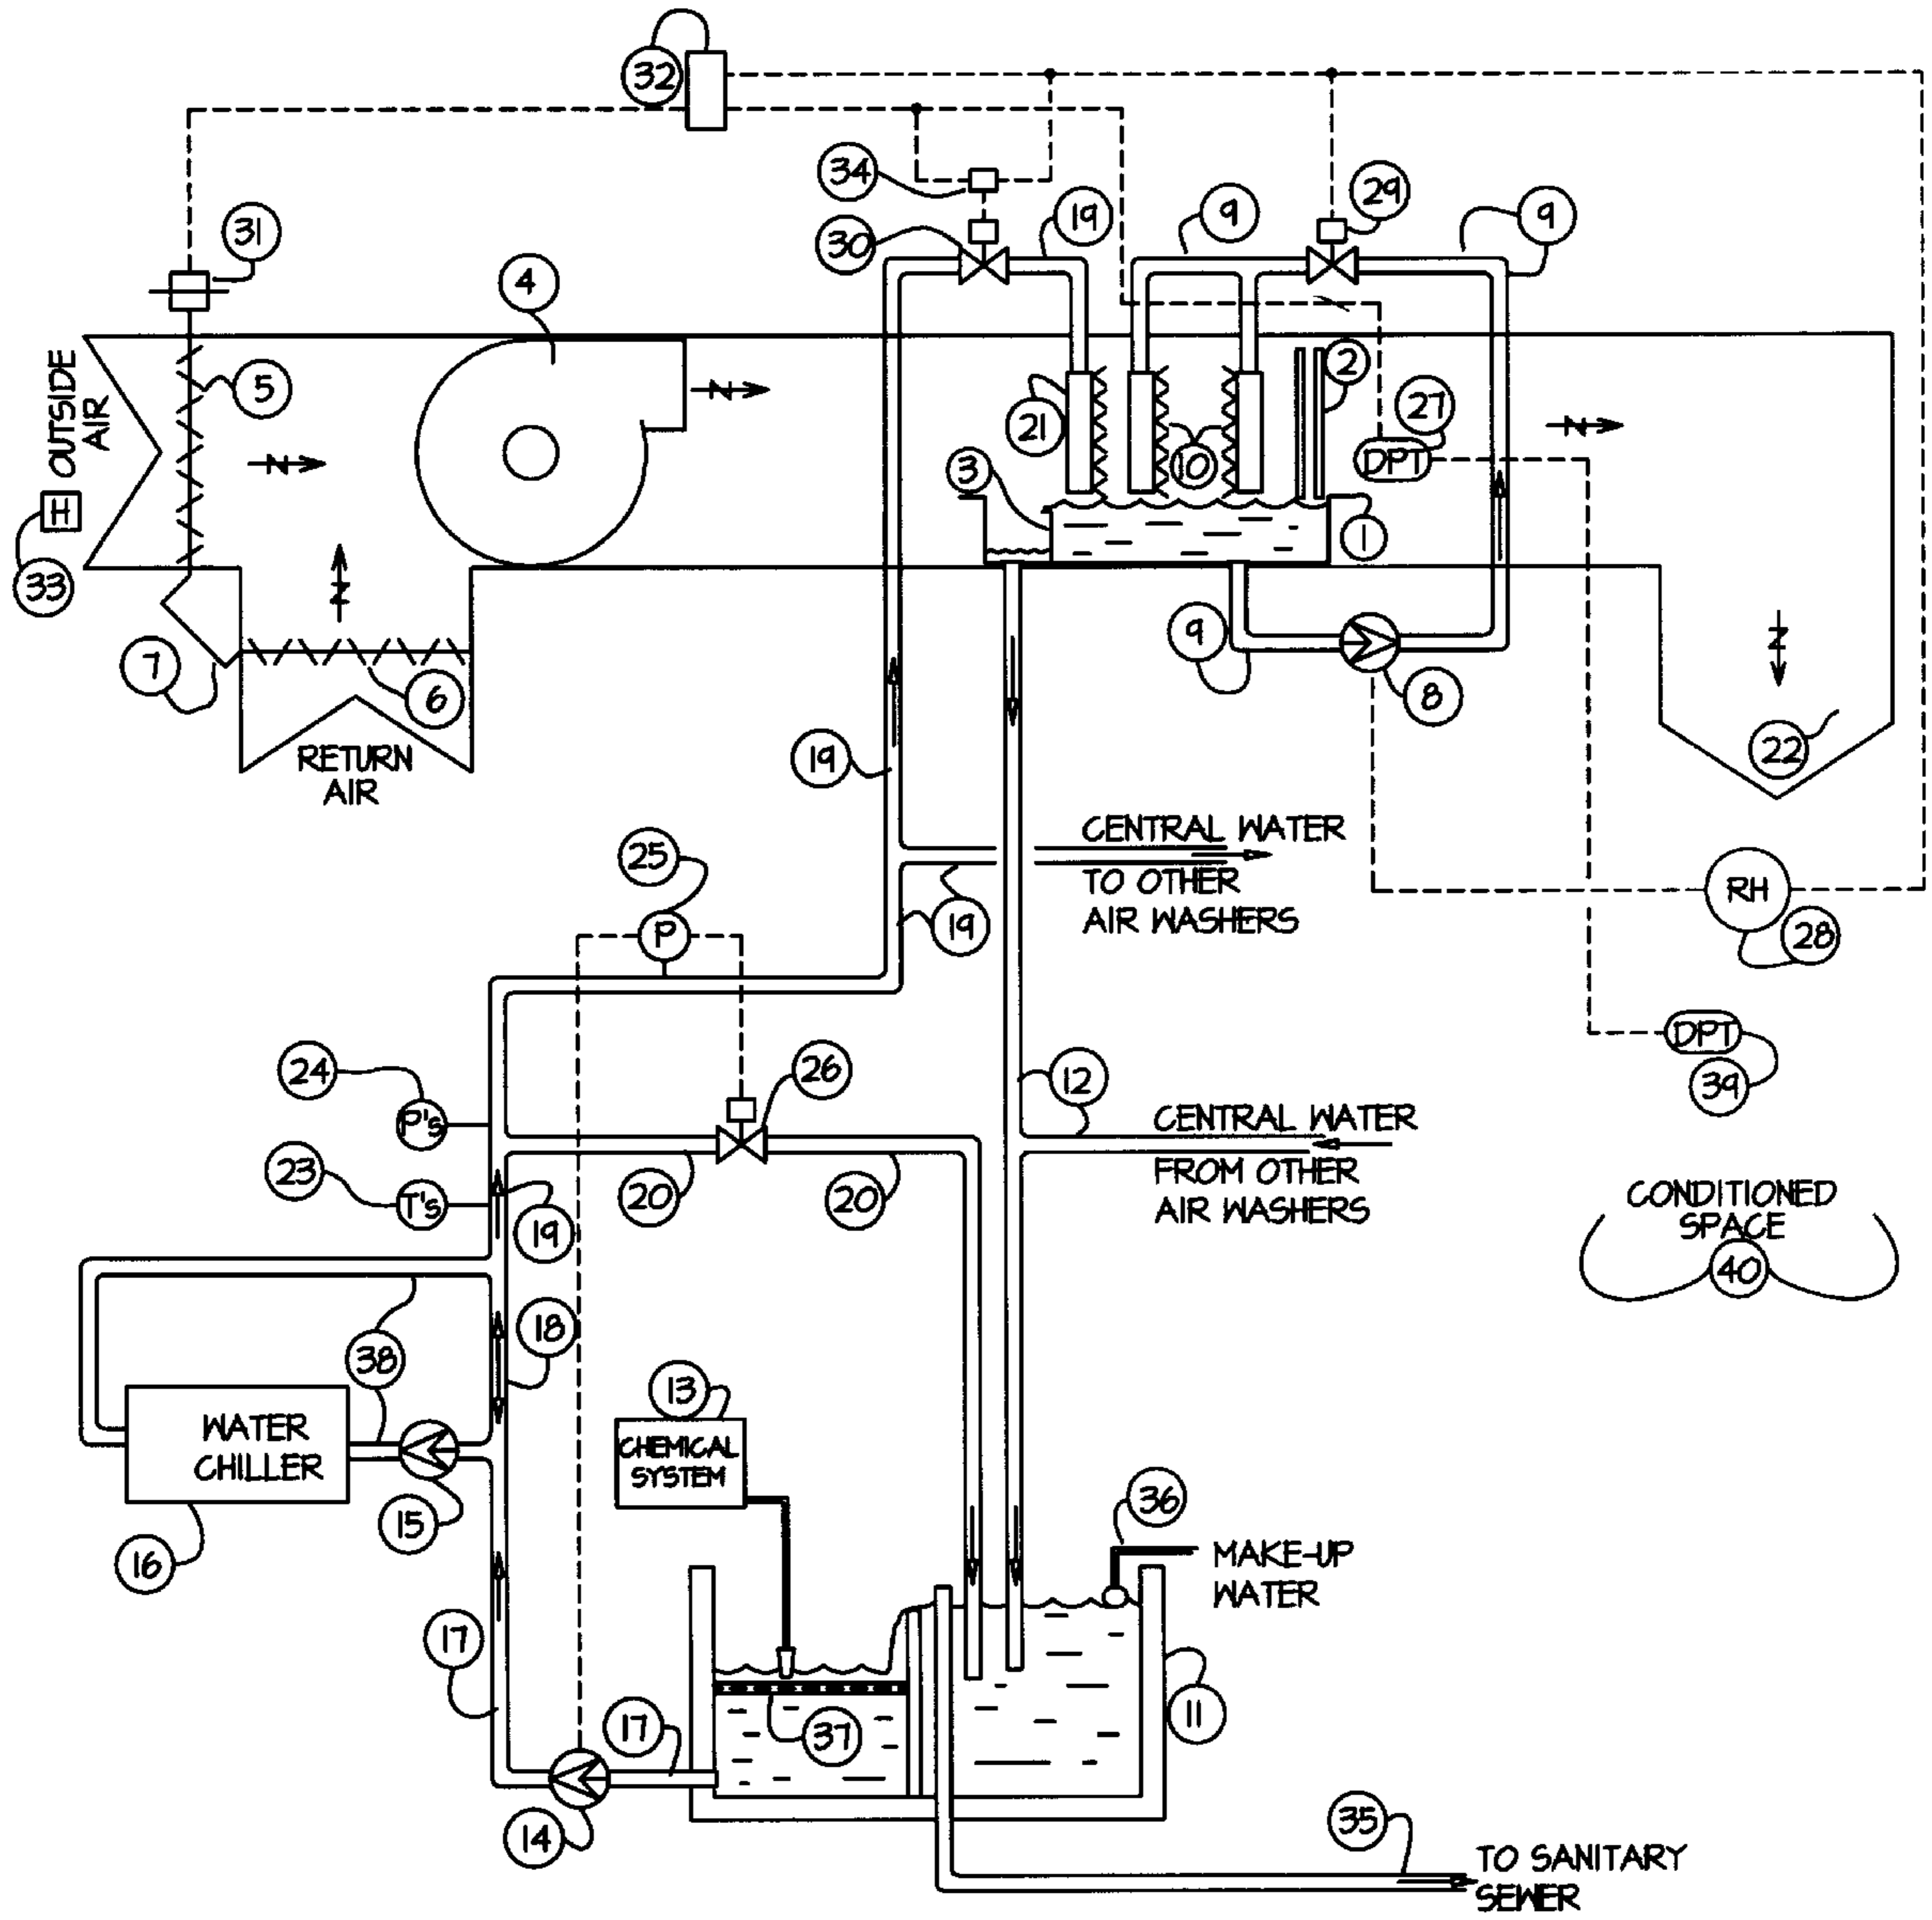 32
34
29
31
30
19
9
9
4
OUTSIDE
AIR
5
2
27
21
10
DPT
3
H
1
33
9
7
6
8
RETURN
AIR
22
19
CENTRAL WATER
25
TO OTHER
RH
AIR WASHERS
P
19
28
DPT
24
26
12
39
P's
CENTRAL WATER
23
FROM OTHER
T's
20
20
AIR WASHERS
19
CONDITIONED
SPACE
40
18
38
13
WATER
CHILLER
CHEMICAL
SYSTEM
15
36
16
MAKE-UP
WATER
17
17
37
11
14
35
TO SANITARY
SEWER